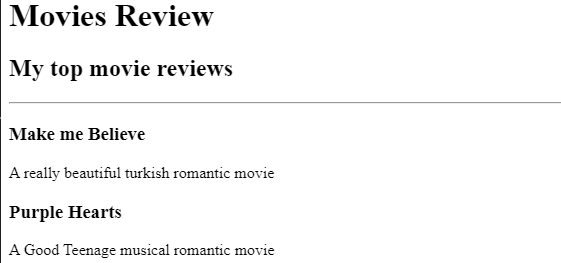 Movies Review
My top movie reviews
Make me Believe
A really beautiful turkish romantic movie
Purple Hearts
A Good Teenage musical romantic movie